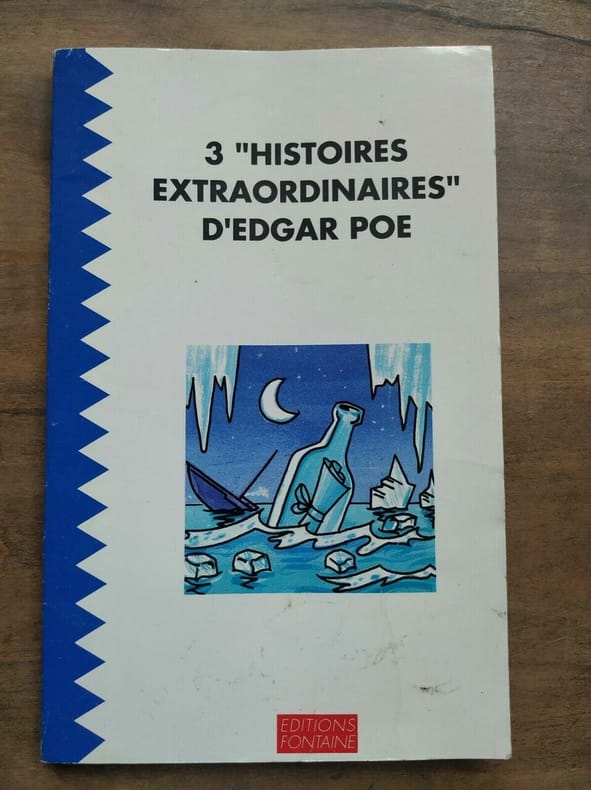 3 "HISTOIRES
EXTRAORDINAIRES"
D'EDGAR POE
EDITIONS
FONTAINE